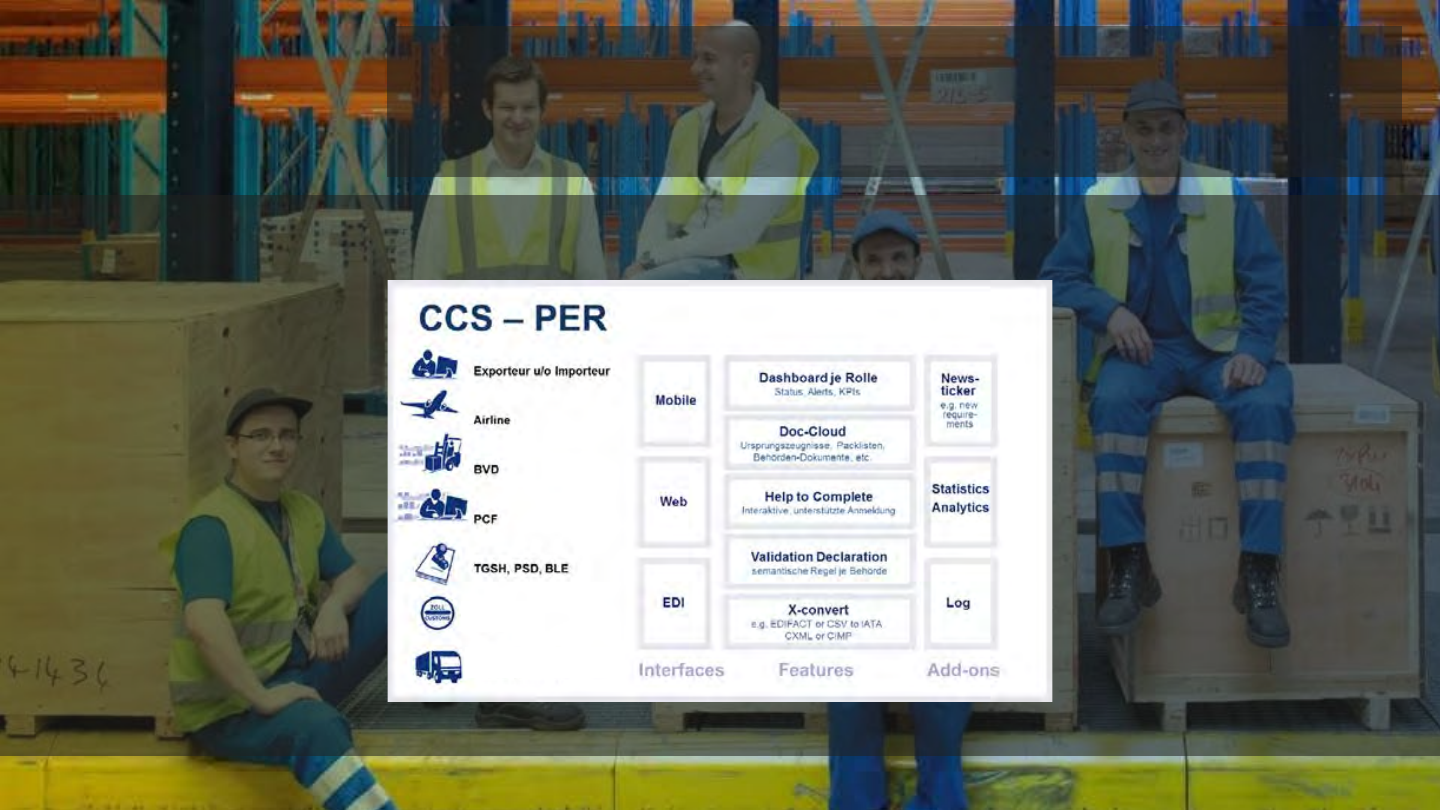 CCS – PER
Exporteur u/o Importeur
Airline
BVD
PCF
TGSH, PSD, BLE
ZOLL
CUSTOMS
Mobile
Web
EDI
Interfaces
Dashboard je Rolle
Status, Alerts, KPIs
Doc-Cloud
Ursprungszeugnisse, Packlisten,
Behörden-Dokumente, etc.
Help to Complete
Interaktive, unterstützte Anmeldung
Validation Declaration
semantische Regel je Behörde
X-convert
e.g. EDIFACT or CSV to IATA
CXML or CIMP
Features
News-
ticker
e.g. new
require-
ments
Statistics
Analytics
Log
Add-ons